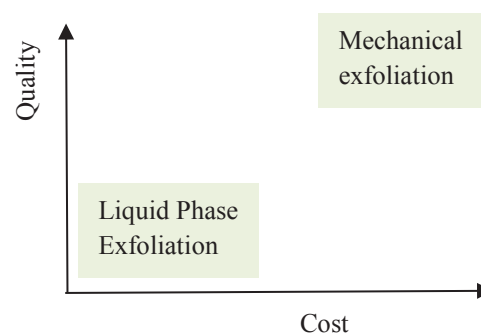 Mechanical
exfoliation
Quality
Liquid Phase
Exfoliation
Cost